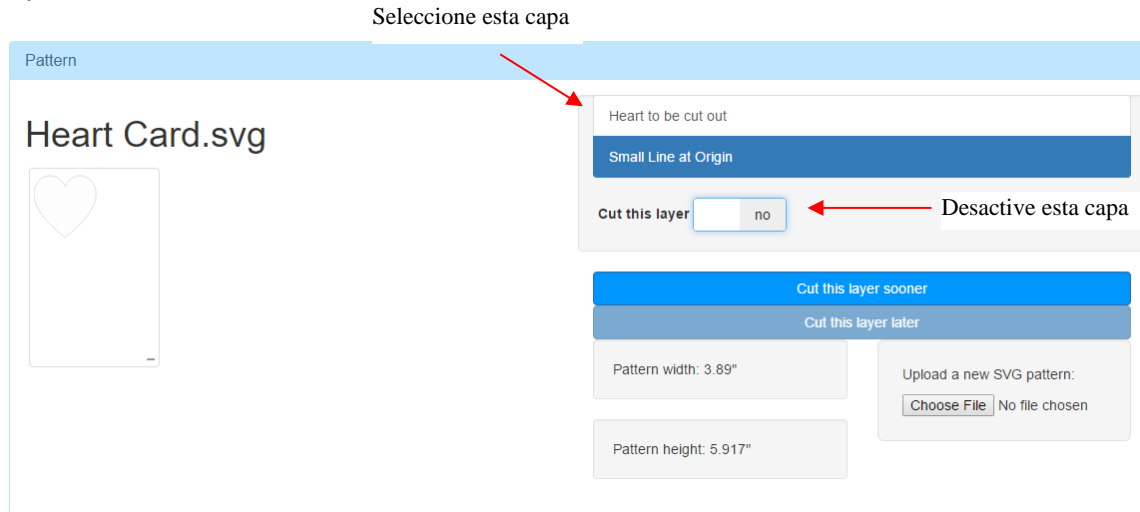 Seleccione esta capa
Pattern
Heart Card.svg
Heart to be cut out
Small Line at Origin
Cut this layer no
Desactive esta capa
Cut this layer sooner
Cut this layer later
Pattern width: 3.89"
Upload a new SVG pattern:
Choose File No file chosen
Pattern height: 5.917"